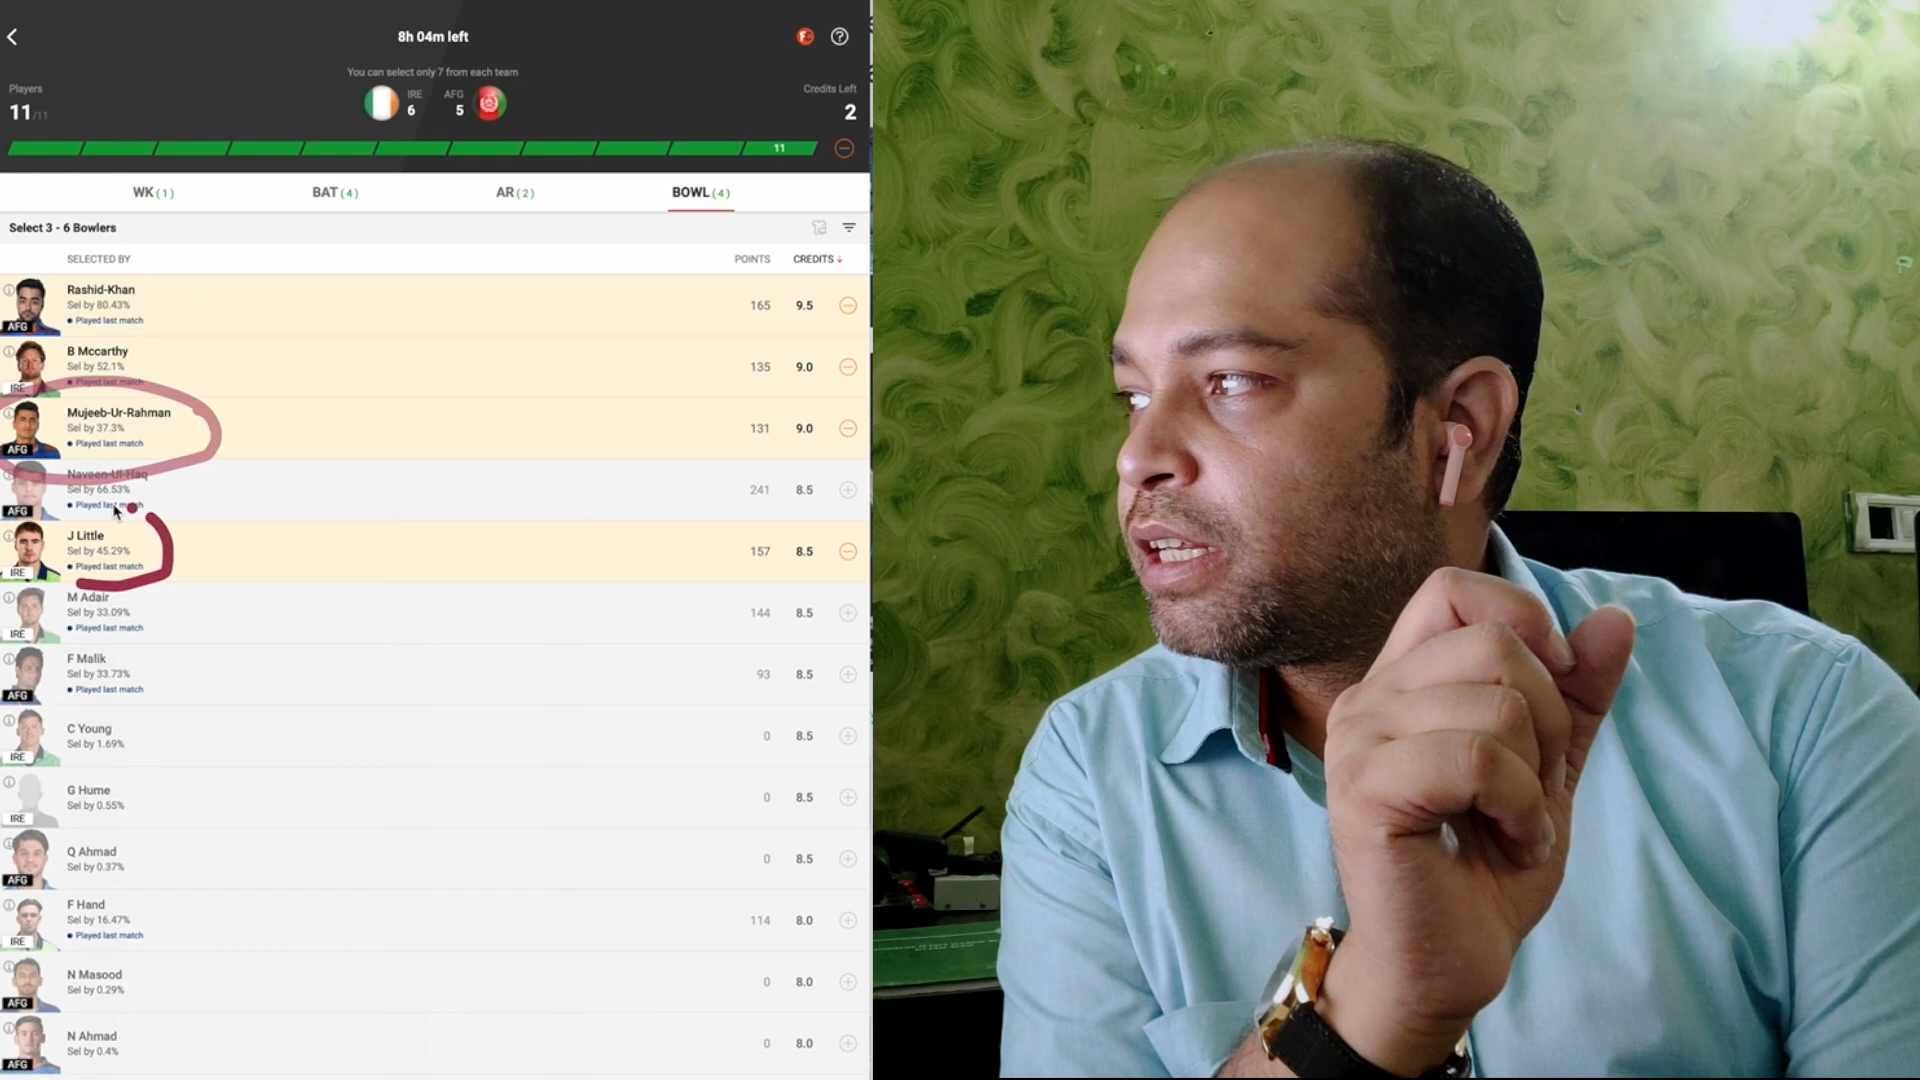 8h 04m left
You can select only 7 from each team
Players
11/11
IRE
6
AFG
5
Credits Left
2
11
WK (1)
BAT (4)
AR (2)
BOWL (4)
Select 3 - 6 Bowlers
SELECTED BY
POINTS
CREDITS
Rashid-Khan
Sel by 80.43%
Played last match
AFG
165
9.5
B Mccarthy
Sel by 52.1%
Played last match
IRE
135
9.0
Mujeeb-Ur-Rahman
Sel by 37.3%
Played last match
AFG
131
9.0
Naveen-Ul-Haq
Sel by 66.53%
Played last match
AFG
241
8.5
J Little
Sel by 45.29%
Played last match
IRE
157
8.5
M Adair
Sel by 33.09%
Played last match
IRE
144
8.5
F Malik
Sel by 33.73%
Played last match
AFG
93
8.5
C Young
Sel by 1.69%
IRE
0
8.5
G Hume
Sel by 0.55%
IRE
0
8.5
Q Ahmad
Sel by 0.37%
AFG
0
8.5
F Hand
Sel by 16.47%
Played last match
IRE
114
8.0
N Masood
Sel by 0.29%
AFG
0
8.0
N Ahmad
Sel by 0.4%
AFG
0
8.0